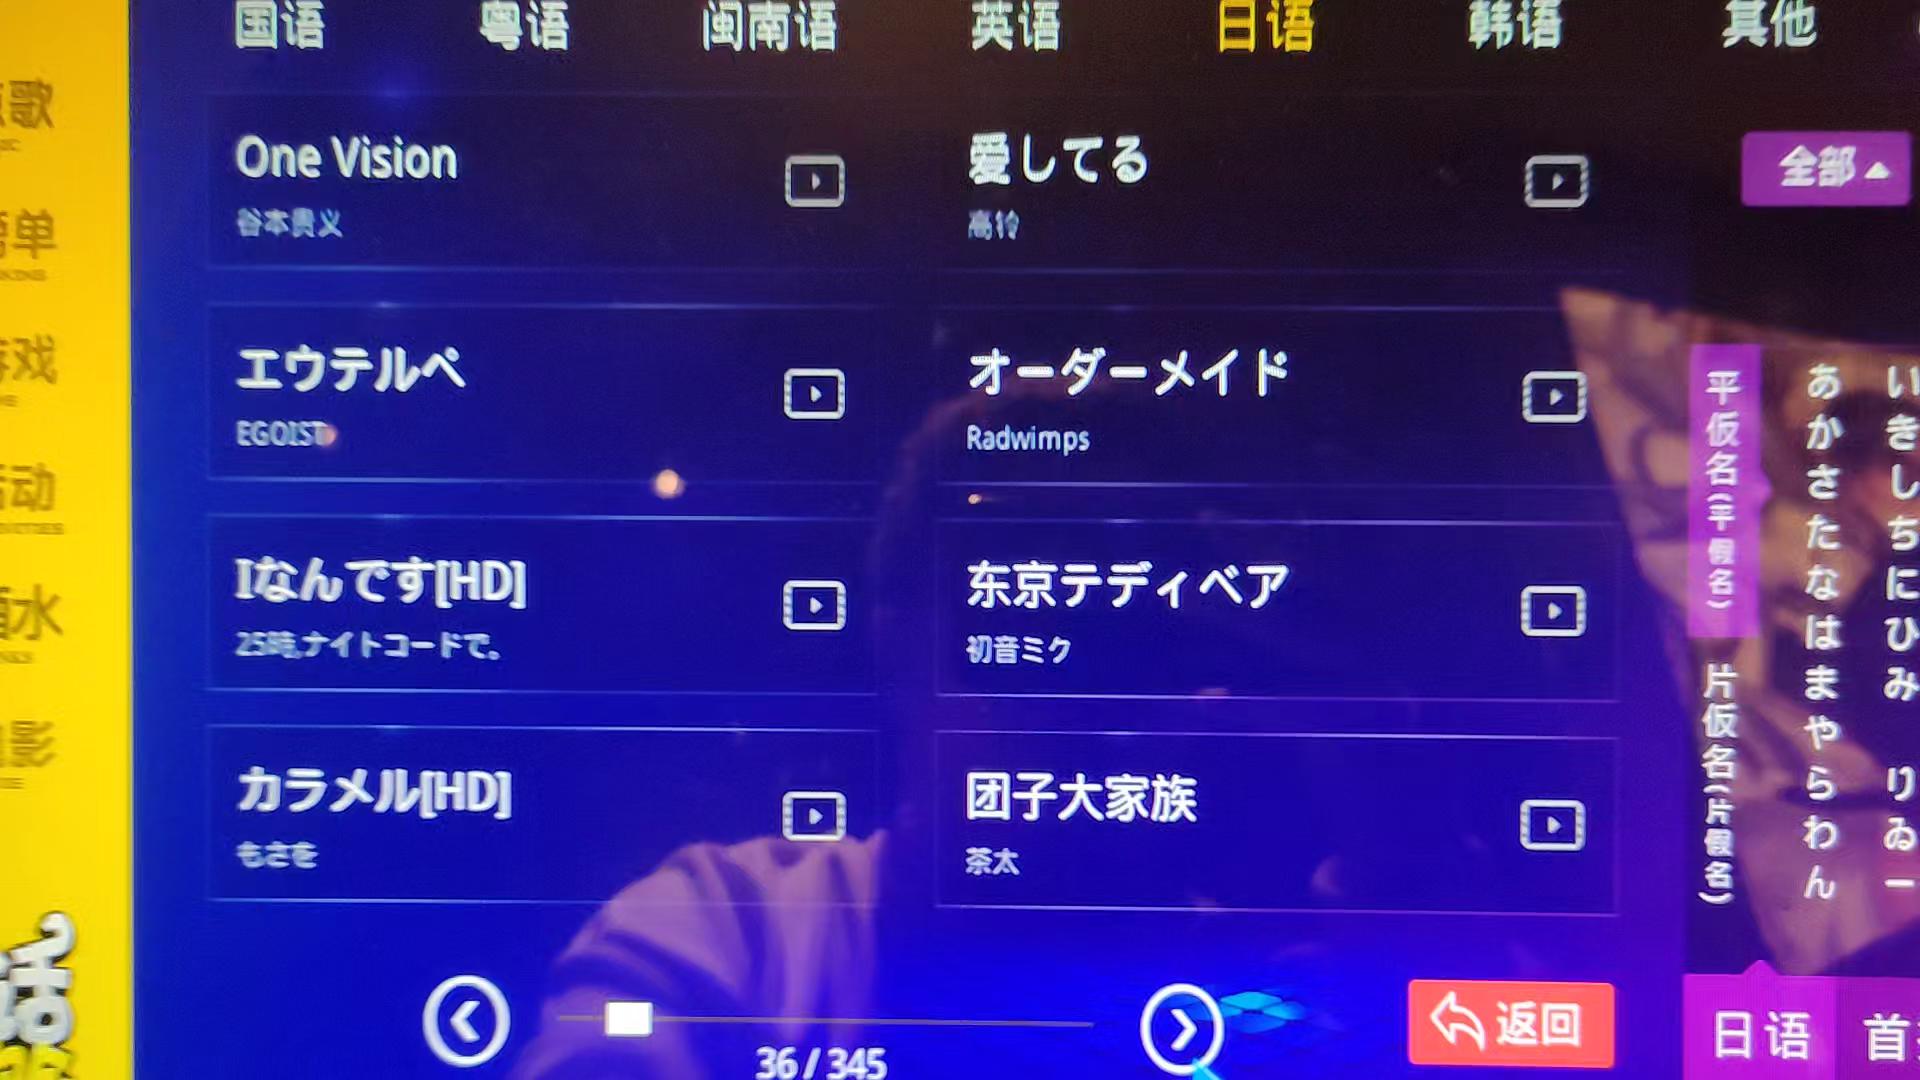 国语 粤语 闽南语 英语 日语 韩语 其他
One Vision
谷本贵义
爱してる
高铃
全部
エウテルペ
EGOIST
オーダーメイド
Radwimps
Iなんです[HD]
25時,ナイトコードで。
东京テディベア
初音ミク
カラメル[HD]
もさを
团子大家族
茶太
平仮名(平假名)
片仮名(片假名)
あかさたなはまやらわん
いきしちにひみ りゐー
歌
单
戏
动
水
影
话
36 / 345
返回
日语
首